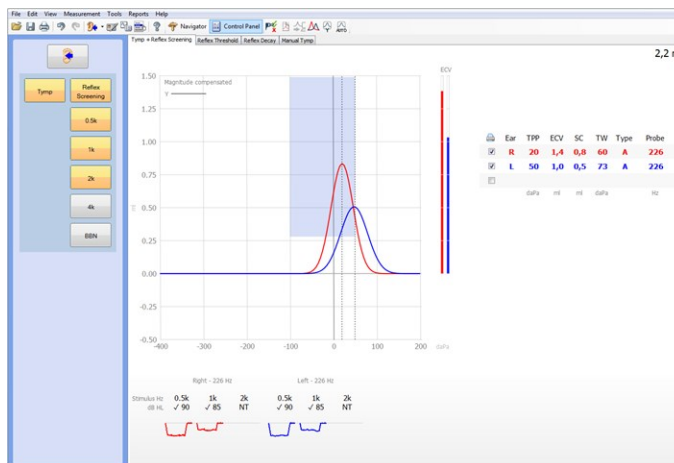 File Edit View Measurement Tools Reports Help
Navigator Control Panel
Tymp + Reflex Screening Reflex Threshold Reflex Decay Manual Tymp
2,2
Tymp Reflex Screening
0.5k
1k
2k
4k
BBN
Magnitude compensated
Y
ECV
1.50
1.25
1.00
0.75
0.50
0.25
0.00
-0.25
-0.50
-400 -300 -200 -100 0 100 200
daPa
Ear TPP ECV SC TW Type Probe
R 20 1,4 0,8 60 A 226
L 50 1,0 0,5 73 A 226
daPa ml ml daPa Hz
Right - 226 Hz Left - 226 Hz
Stimulus Hz 0.5k 1k 2k 0.5k 1k 2k
dB HL ✓ 90 ✓ 85 NT ✓ 90 ✓ 85 NT